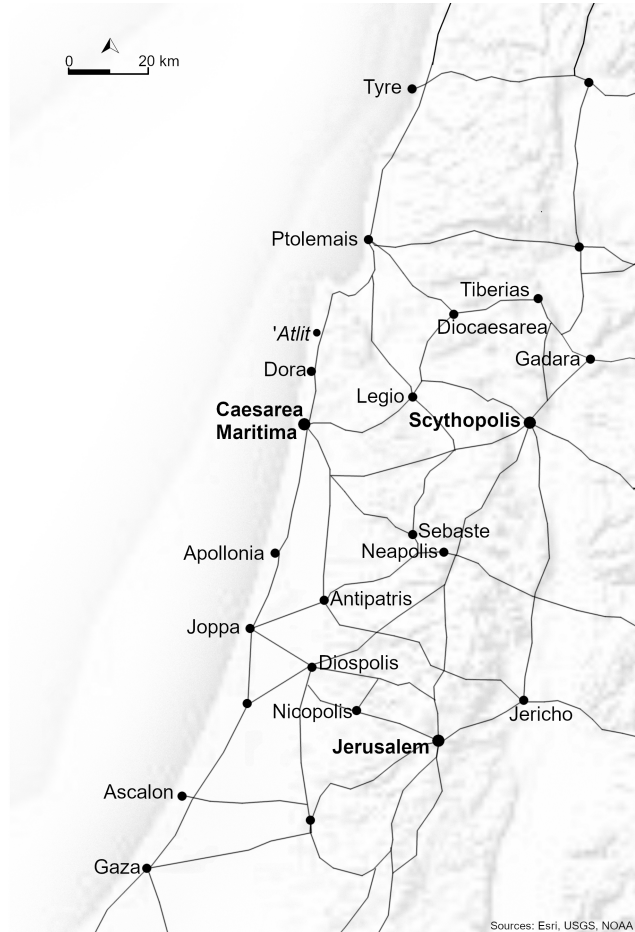 0
20 km
Tyre
Ptolemais
Tiberias
Diocaesarea
'Atlit
Gadara
Dora
Legio
Caesarea
Maritima
Scythopolis
Sebaste
Neapolis
Apollonia
Antipatris
Joppa
Diospolis
Nicopolis
Jericho
Jerusalem
Ascalon
Gaza
Sources: Esri, USGS, NOAA